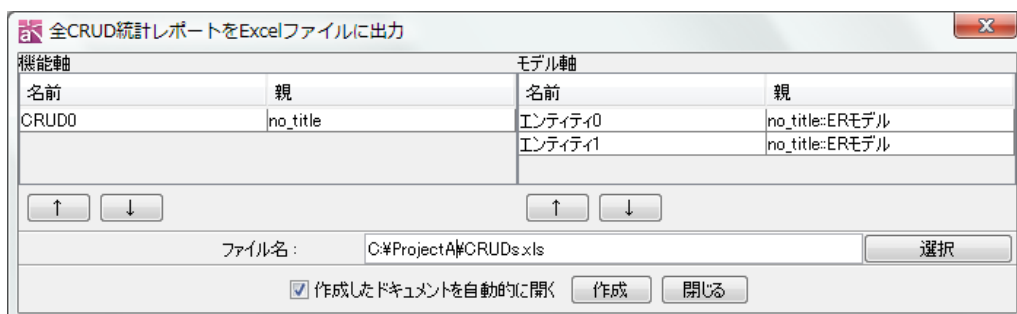 全CRUD統計レポートをExcelファイルに出力
機能軸 モデル軸
名前 親 名前 親
CRUD0 no_title エンティティ0 no_title::ERモデル
エンティティ1 no_title::ERモデル
↑ ↓ ↑ ↓
ファイル名: C:¥ProjectA¥CRUDs.xls 選択
作成したドキュメントを自動的に開く 作成 閉じる